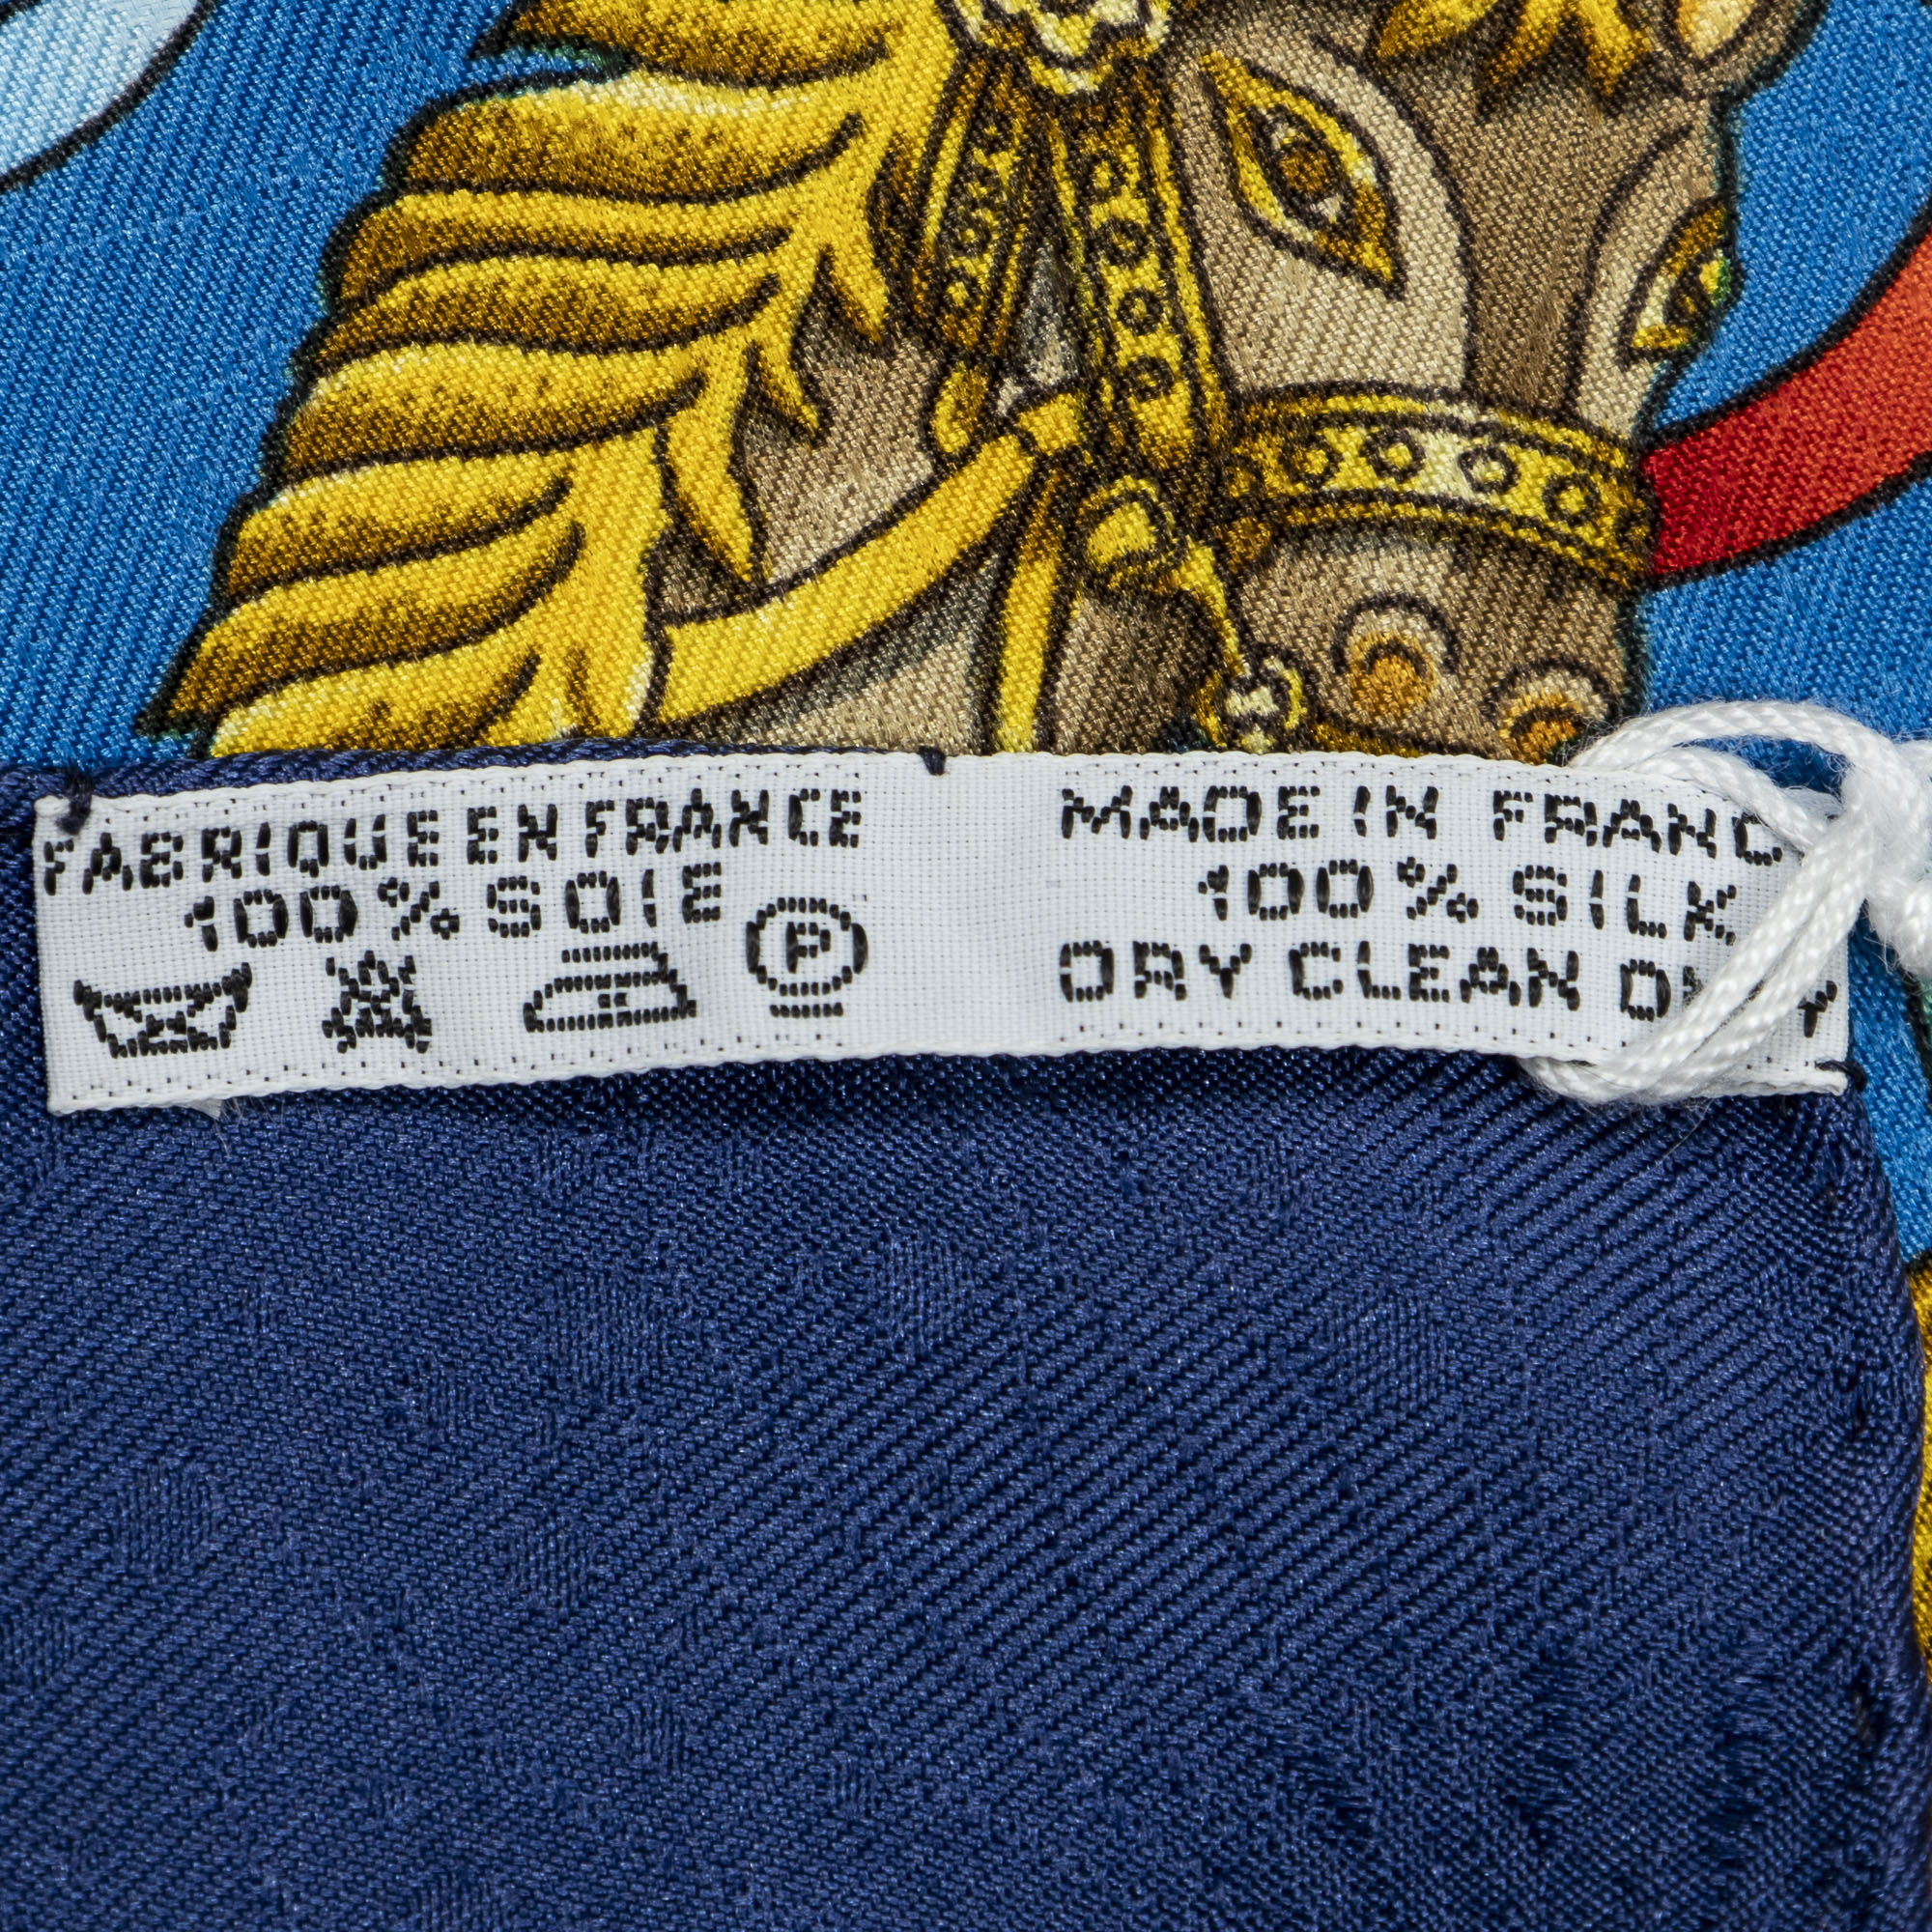 FABRIQUE EN FRANCE
100% SOIE
P
MADE IN FRANC
100% SILK
DRY CLEAN